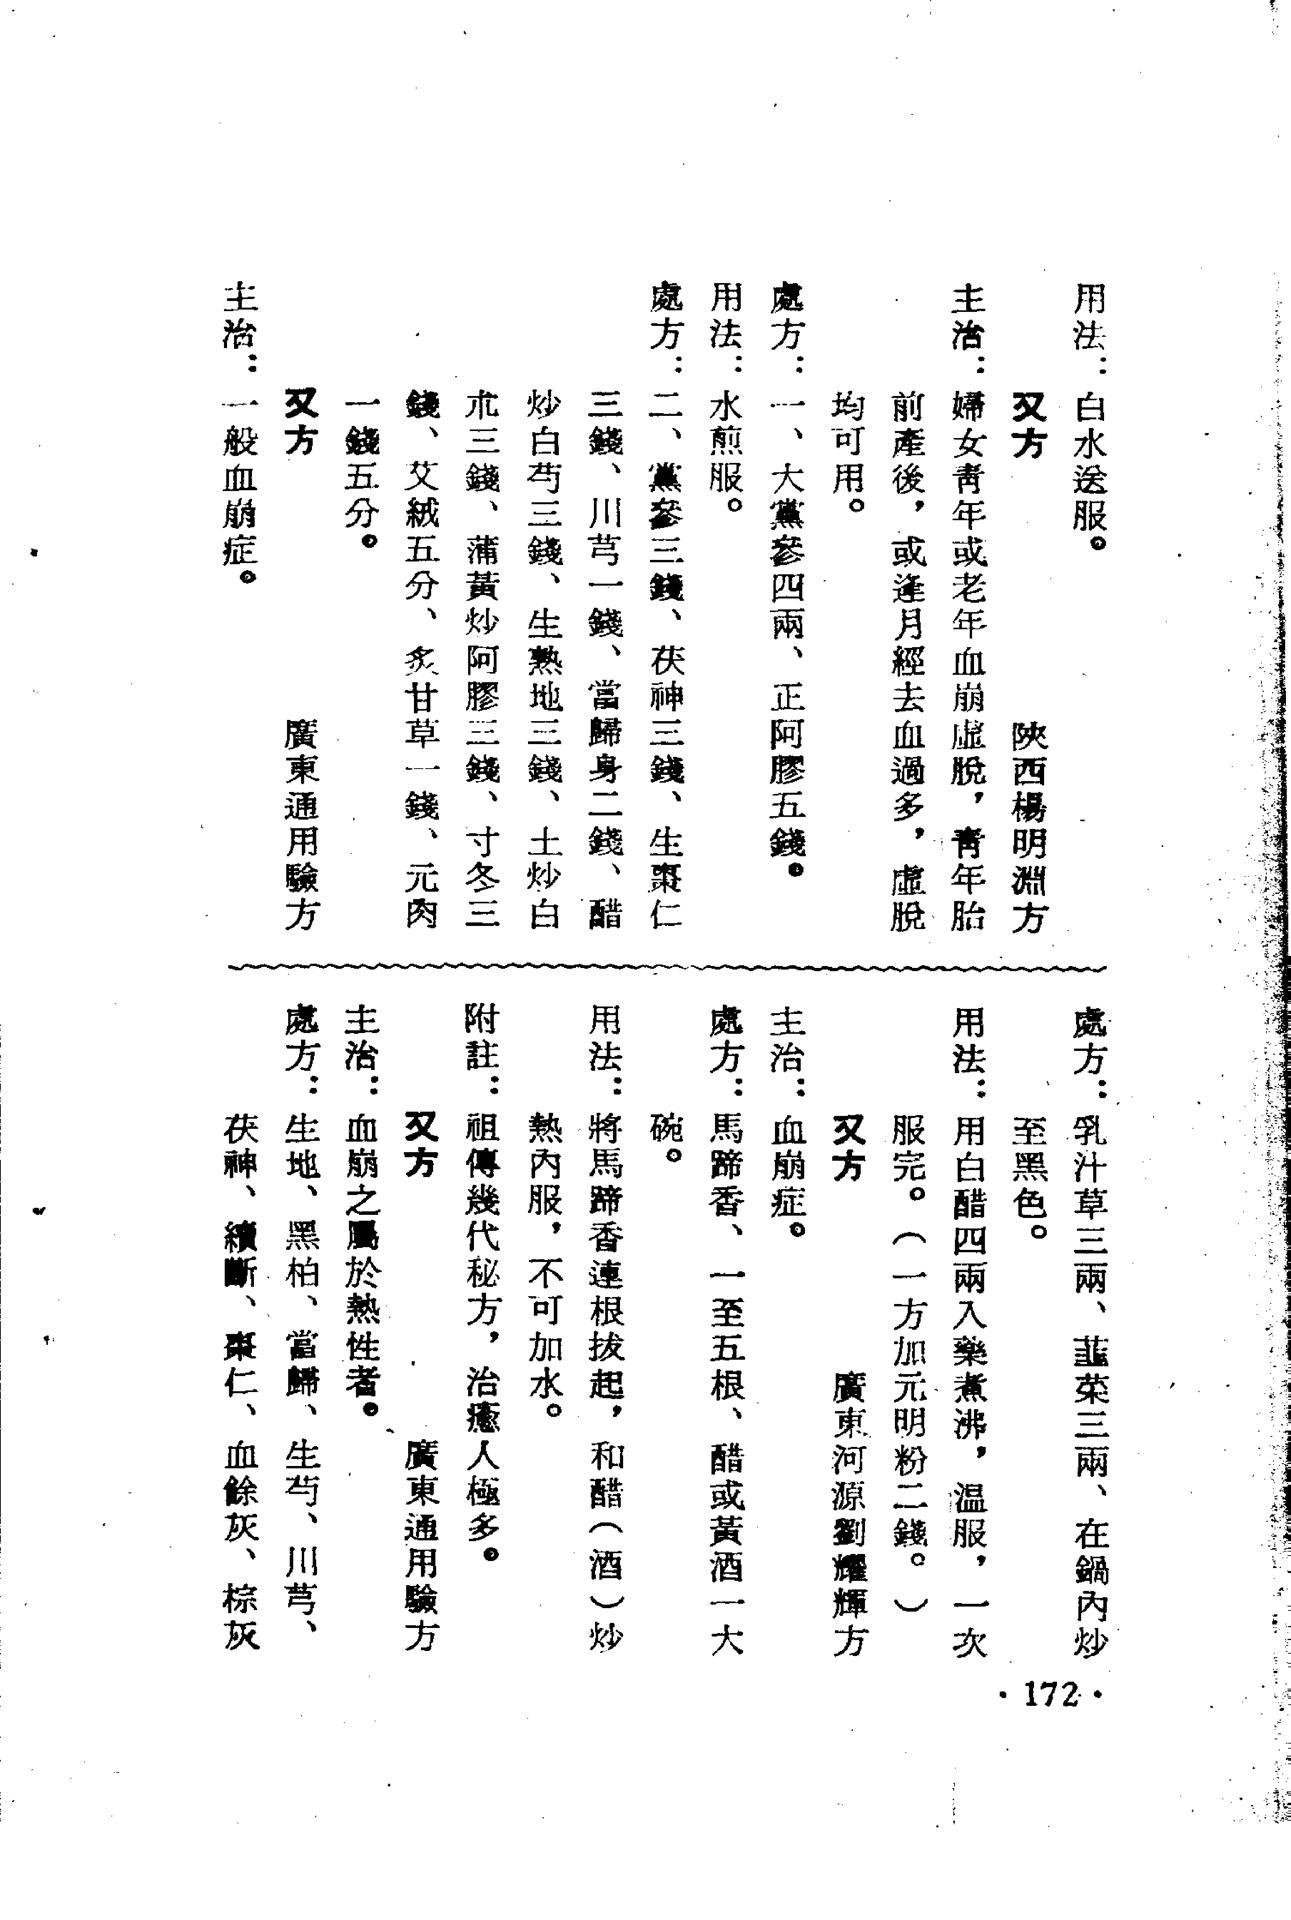 用法：白水送服。
又方　陝西楊明淵方
主治：婦女靑年或老年血崩虛脫，靑年胎
前產後，或逢月經去血過多，虛脫
均可用。
處方：一、大黨參四兩、正阿膠五錢。
用法：水煎服。
處方：二、黨參三錢、茯神三錢、生棗仁
三錢、川芎一錢、當歸身二錢、醋
炒白芍三錢、生熟地三錢、土炒白
朮三錢、蒲黃炒阿膠三錢、寸冬三
錢、艾絨五分、炙甘草一錢、元肉
一錢五分。
又方　廣東通用驗方
主治：一般血崩症。
處方：乳汁草三兩、韮菜三兩、在鍋內炒
至黑色。
用法：用白醋四兩入藥煮沸，溫服，一次
服完。（一方加元明粉二錢。）
又方　廣東河源劉耀輝方
主治：血崩症。
處方：馬蹄香、一至五根、醋或黃酒一大
碗。
用法：將馬蹄香連根拔起，和醋（酒）炒
熱內服，不可加水。
附註：祖傳幾代秘方，治癒人極多。
又方　廣東通用驗方
主治：血崩之屬於熱性者。
處方：生地、黑柏、當歸、生芍、川芎、
茯神、續斷、棗仁、血餘灰、棕灰
·172·